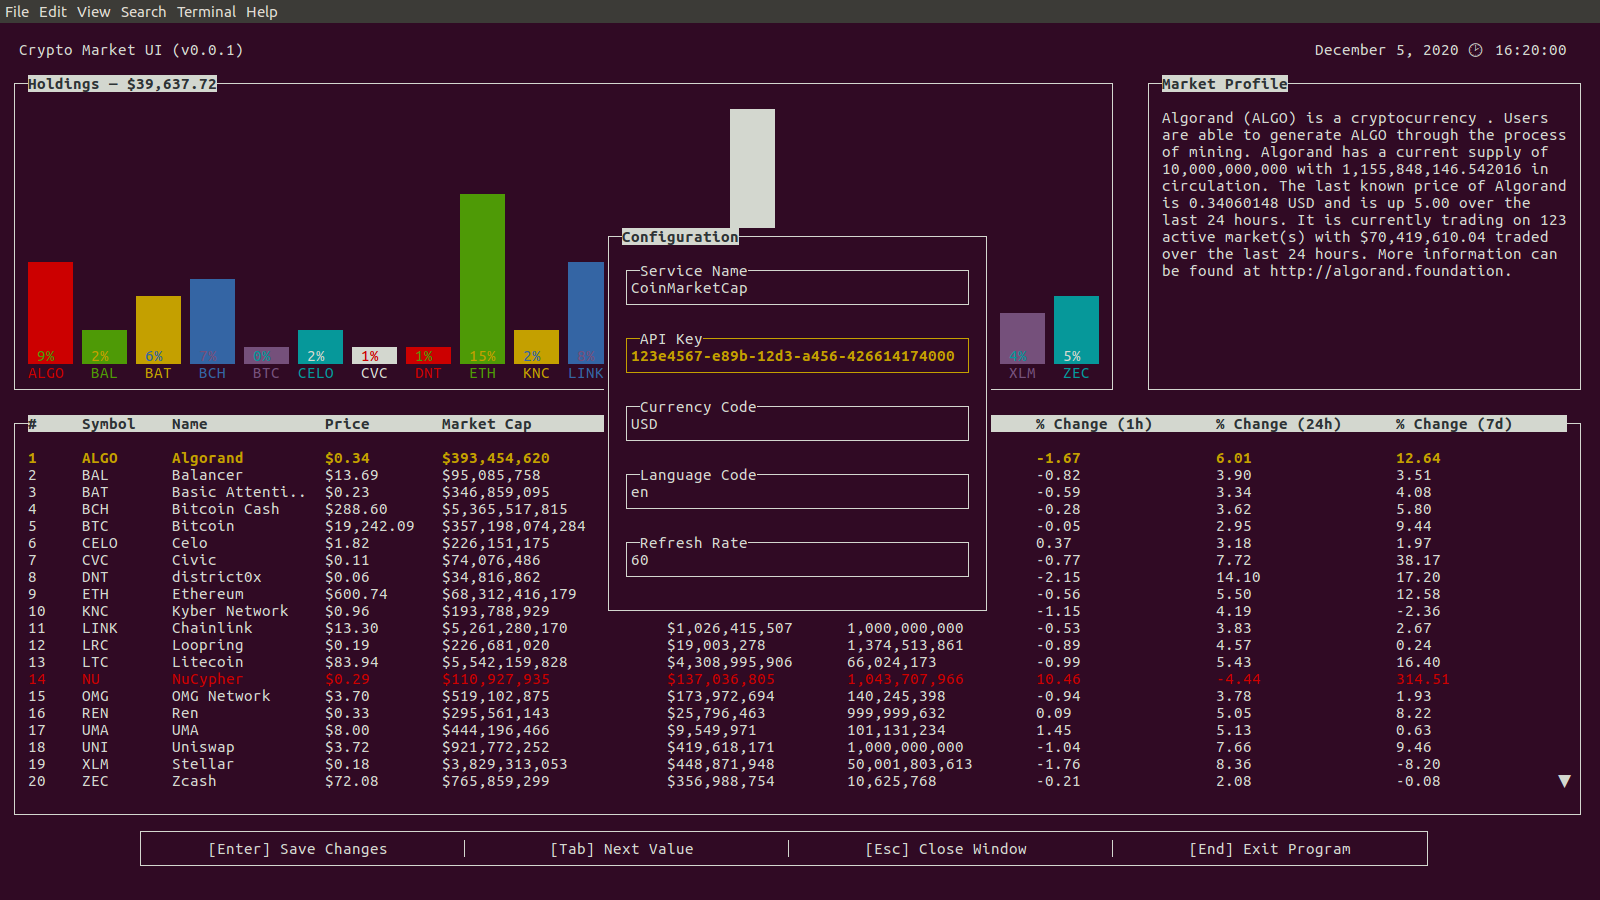 File Edit View Search Terminal Help
Crypto Market UI (v0.0.1)
December 5, 2020 🕑 16:20:00
Holdings — $39,637.72
9% 2% 6% 7% 0% 2% 1% 1% 15% 2% 8% 4% 5%
ALGO BAL BAT BCH BTC CELO CVC DNT ETH KNC LINK XLM ZEC
Market Profile
Algorand (ALGO) is a cryptocurrency . Users
are able to generate ALGO through the process
of mining. Algorand has a current supply of
10,000,000,000 with 1,155,848,146.542016 in
circulation. The last known price of Algorand
is 0.34060148 USD and is up 5.00 over the
last 24 hours. It is currently trading on 123
active market(s) with $70,419,610.04 traded
over the last 24 hours. More information can
be found at http://algorand.foundation.
Configuration
Service Name
CoinMarketCap
API Key
123e4567-e89b-12d3-a456-426614174000
Currency Code
USD
Language Code
en
Refresh Rate
60
# Symbol Name Price Market Cap % Change (1h) % Change (24h) % Change (7d)
1 ALGO Algorand $0.34 $393,454,620 -1.67 6.01 12.64
2 BAL Balancer $13.69 $95,085,758 -0.82 3.90 3.51
3 BAT Basic Attenti.. $0.23 $346,859,095 -0.59 3.34 4.08
4 BCH Bitcoin Cash $288.60 $5,365,517,815 -0.28 3.62 5.80
5 BTC Bitcoin $19,242.09 $357,198,074,284 -0.05 2.95 9.44
6 CELO Celo $1.82 $226,151,175 0.37 3.18 1.97
7 CVC Civic $0.11 $74,076,486 -0.77 7.72 38.17
8 DNT district0x $0.06 $34,816,862 -2.15 14.10 17.20
9 ETH Ethereum $600.74 $68,312,416,179 -0.56 5.50 12.58
10 KNC Kyber Network $0.96 $193,788,929 -1.15 4.19 -2.36
11 LINK Chainlink $13.30 $5,261,280,170 $1,026,415,507 1,000,000,000 -0.53 3.83 2.67
12 LRC Loopring $0.19 $226,681,020 $19,003,278 1,374,513,861 -0.89 4.57 0.24
13 LTC Litecoin $83.94 $5,542,159,828 $4,308,995,906 66,024,173 -0.99 5.43 16.40
14 NU NuCypher $0.29 $110,927,935 $137,036,805 1,043,707,966 10.46 -4.44 314.51
15 OMG OMG Network $3.70 $519,102,875 $173,972,694 140,245,398 -0.94 3.78 1.93
16 REN Ren $0.33 $295,561,143 $25,796,463 999,999,632 0.09 5.05 8.22
17 UMA UMA $8.00 $444,196,466 $9,549,971 101,131,234 1.45 5.13 0.63
18 UNI Uniswap $3.72 $921,772,252 $419,618,171 1,000,000,000 -1.04 7.66 9.46
19 XLM Stellar $0.18 $3,829,313,053 $448,871,948 50,001,803,613 -1.76 8.36 -8.20
20 ZEC Zcash $72.08 $765,859,299 $356,988,754 10,625,768 -0.21 2.08 -0.08
[Enter] Save Changes
[Tab] Next Value
[Esc] Close Window
[End] Exit Program